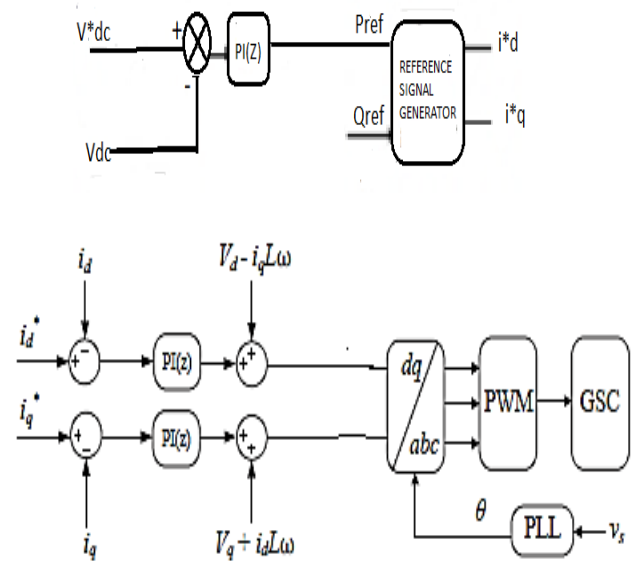 V*dc
+
PI(Z)
Pref
i*d
REFERENCE
SIGNAL
GENERATOR
-
Qref
i*q
Vdc
i_d
V_d - i_qLω
i_d*
+ −
PI(z)
+ +
dq
PWM
GSC
i_q*
+ −
PI(z)
+ +
abc
i_q
V_q + i_dLω
θ
PLL
v_s